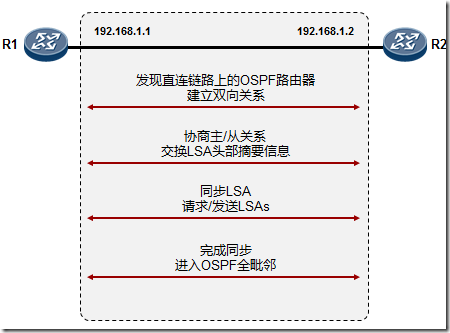 192.168.1.1 192.168.1.2
R1 R2
发现直连链路上的OSPF路由器
建立双向关系
协商主/从关系
交换LSA头部摘要信息
同步LSA
请求/发送LSAs
完成同步
进入OSPF全毗邻